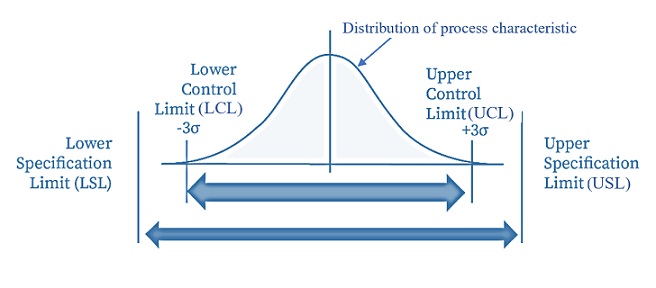 Distribution of process characteristic
Lower
Control
Limit (LCL)
-3σ
Upper
Control
Limit (UCL)
+3σ
Lower
Specification
Limit (LSL)
Upper
Specification
Limit (USL)